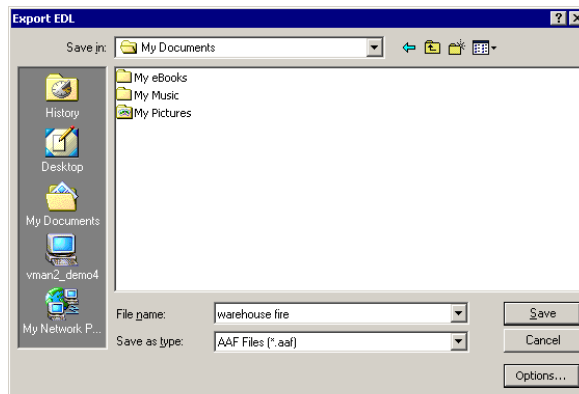 Export EDL
Save in: My Documents
History
Desktop
My Documents
vman2_demo4
My Network P...
My eBooks
My Music
My Pictures
File name: warehouse fire
Save as type: AAF Files (*.aaf)
Save
Cancel
Options...